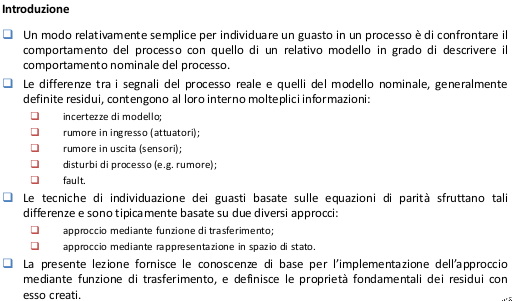 Introduzione
Un modo relativamente semplice per individuare un guasto in un processo è di confrontare il
comportamento del processo con quello di un relativo modello in grado di descrivere il
comportamento nominale del processo.
Le differenze tra i segnali del processo reale e quelli del modello nominale, generalmente
definite residui, contengono al loro interno molteplici informazioni:
incertezze di modello;
rumore in ingresso (attuatori);
rumore in uscita (sensori);
disturbi di processo (e.g. rumore);
fault.
Le tecniche di individuazione dei guasti basate sulle equazioni di parità sfruttano tali
differenze e sono tipicamente basate su due diversi approcci:
approccio mediante funzione di trasferimento;
approccio mediante rappresentazione in spazio di stato.
La presente lezione fornisce le conoscenze di base per l'implementazione dell'approccio
mediante funzione di trasferimento, e definisce le proprietà fondamentali dei residui con
esso creati.